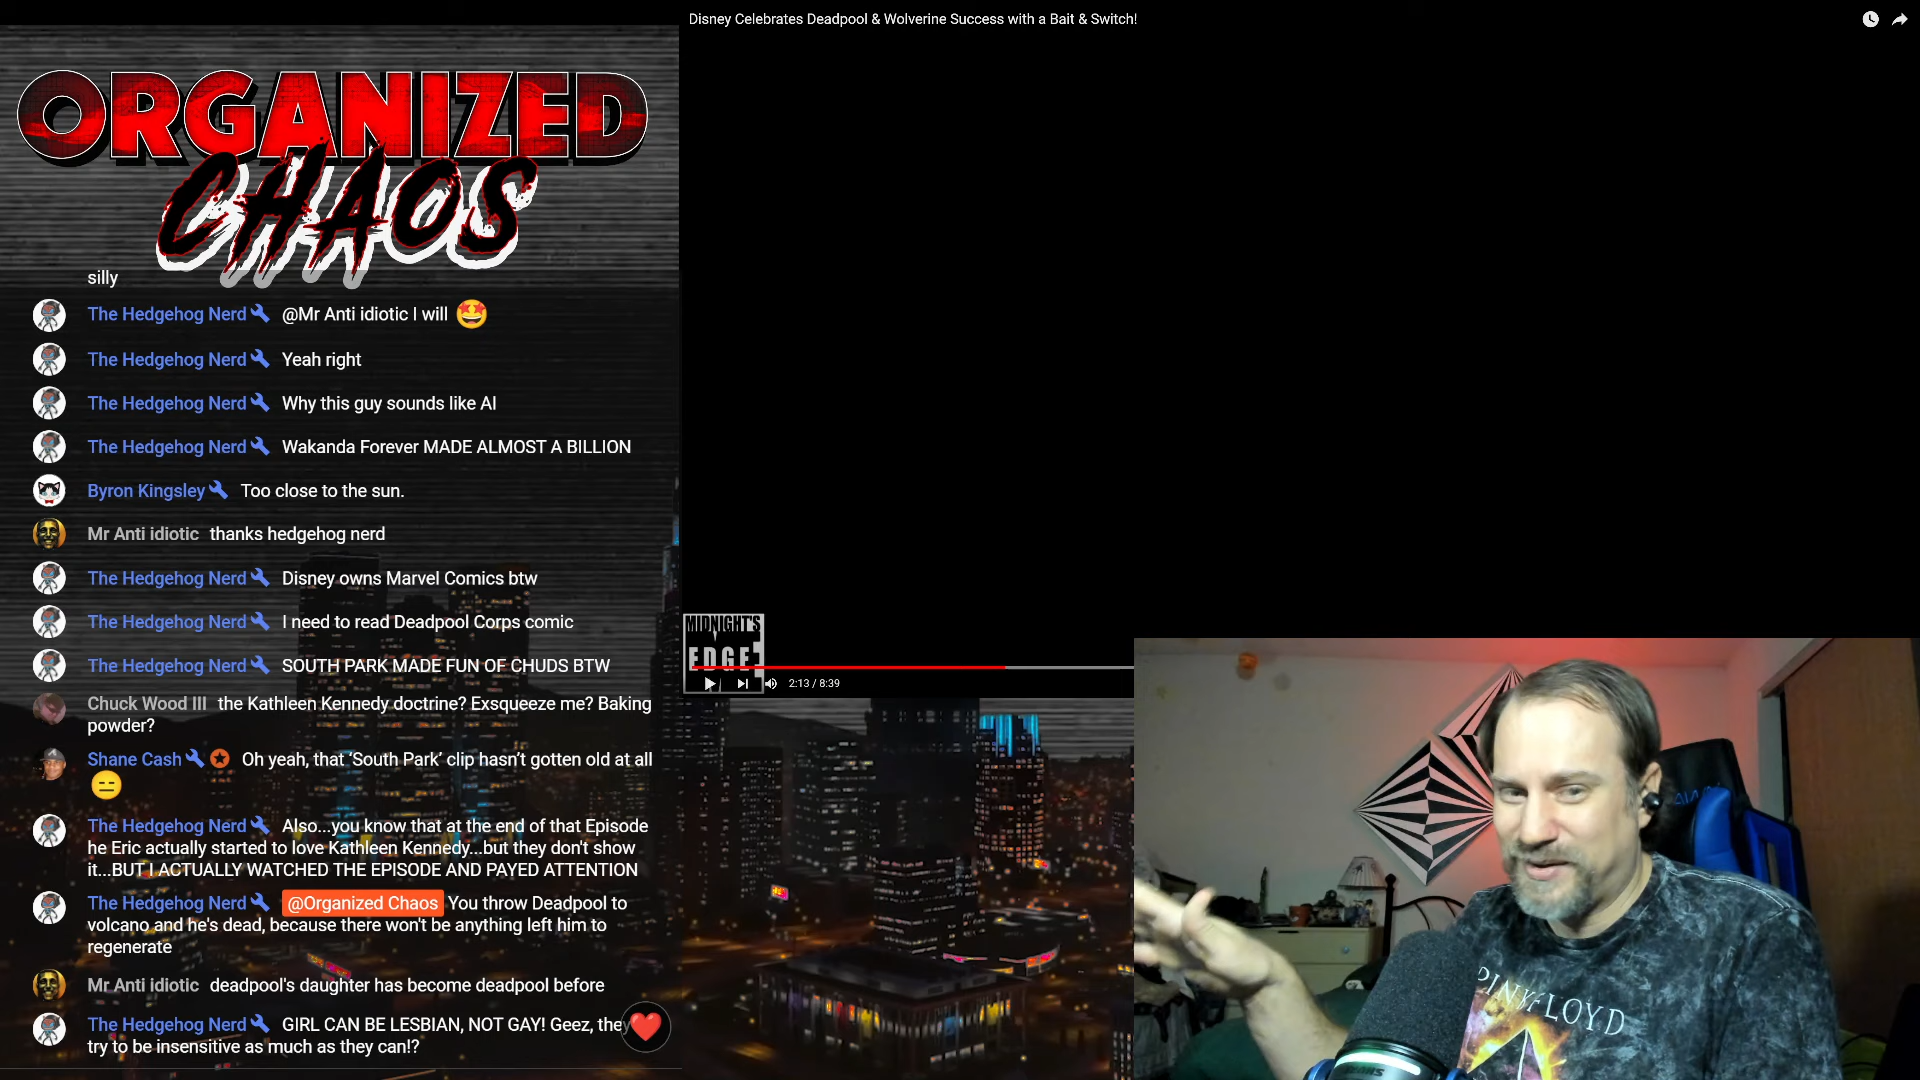 Disney Celebrates Deadpool & Wolverine Success with a Bait & Switch!
ORGANIZED
CHAOS
silly
The Hedgehog Nerd @Mr Anti idiotic I will 🤩
The Hedgehog Nerd Yeah right
The Hedgehog Nerd Why this guy sounds like AI
The Hedgehog Nerd Wakanda Forever MADE ALMOST A BILLION
Byron Kingsley Too close to the sun.
Mr Anti idiotic thanks hedgehog nerd
The Hedgehog Nerd Disney owns Marvel Comics btw
The Hedgehog Nerd I need to read Deadpool Corps comic
The Hedgehog Nerd SOUTH PARK MADE FUN OF CHUDS BTW
Chuck Wood III the Kathleen Kennedy doctrine? Exsqueeze me? Baking
powder?
Shane Cash Oh yeah, that ‘South Park’ clip hasn’t gotten old at all
😑
The Hedgehog Nerd Also...you know that at the end of that Episode
he Eric actually started to love Kathleen Kennedy...but they don't show
it...BUT I ACTUALLY WATCHED THE EPISODE AND PAYED ATTENTION
The Hedgehog Nerd @Organized Chaos You throw Deadpool to
volcano and he's dead, because there won't be anything left him to
regenerate
Mr Anti idiotic deadpool's daughter has become deadpool before
The Hedgehog Nerd GIRL CAN BE LESBIAN, NOT GAY! Geez, they
try to be insensitive as much as they can!?
MIDNIGHT'S
EDGE
2:13 / 8:39
PINK FLOYD